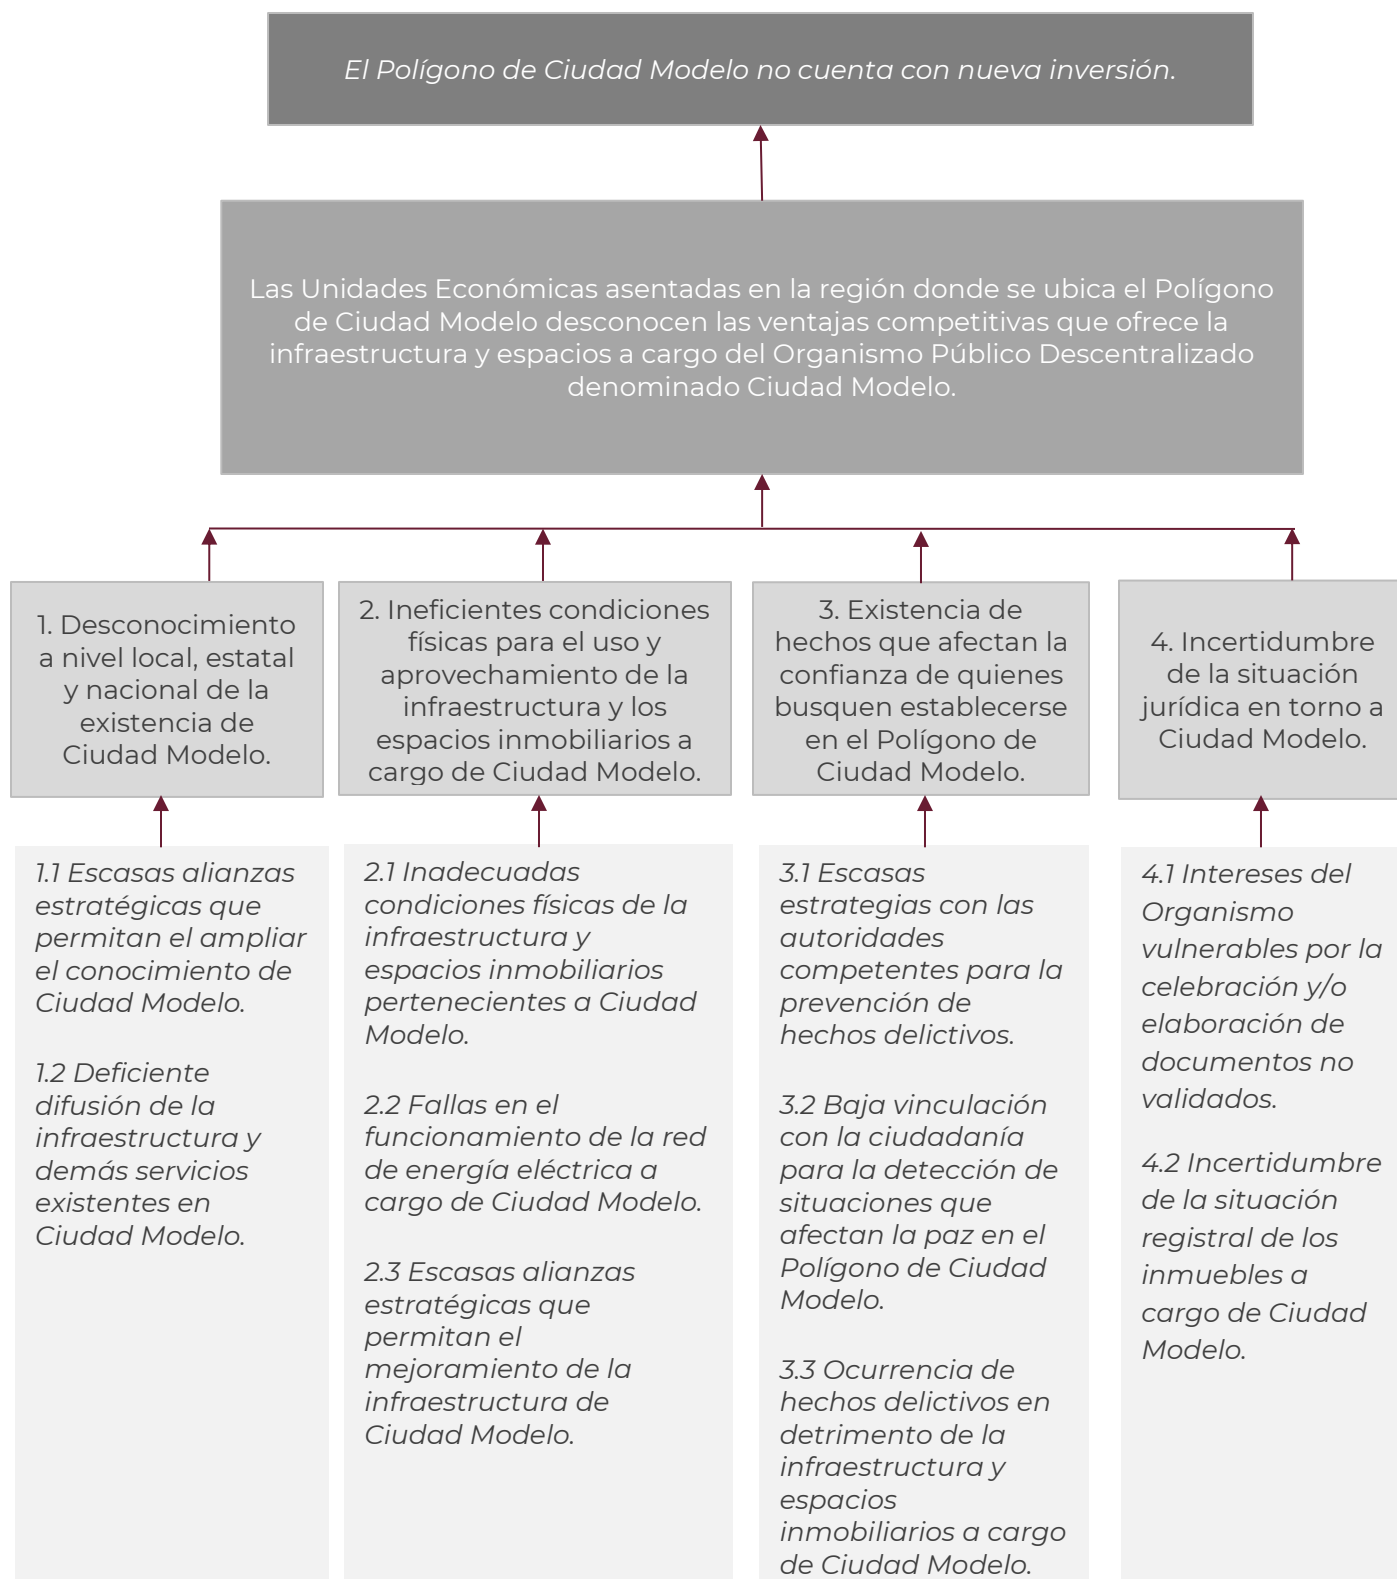 El Polígono de Ciudad Modelo no cuenta con nueva inversión.
Las Unidades Económicas asentadas en la región donde se ubica el Polígono
de Ciudad Modelo desconocen las ventajas competitivas que ofrece la
infraestructura y espacios a cargo del Organismo Público Descentralizado
denominado Ciudad Modelo.
1. Desconocimiento
a nivel local, estatal
y nacional de la
existencia de
Ciudad Modelo.
2. Ineficientes condiciones
físicas para el uso y
aprovechamiento de la
infraestructura y los
espacios inmobiliarios a
cargo de Ciudad Modelo.
3. Existencia de
hechos que afectan la
confianza de quienes
busquen establecerse
en el Polígono de
Ciudad Modelo.
4. Incertidumbre
de la situación
jurídica en torno a
Ciudad Modelo.
1.1 Escasas alianzas
estratégicas que
permitan el ampliar
el conocimiento de
Ciudad Modelo.
1.2 Deficiente
difusión de la
infraestructura y
demás servicios
existentes en
Ciudad Modelo.
2.1 Inadecuadas
condiciones físicas de la
infraestructura y
espacios inmobiliarios
pertenecientes a Ciudad
Modelo.
2.2 Fallas en el
funcionamiento de la red
de energía eléctrica a
cargo de Ciudad Modelo.
2.3 Escasas alianzas
estratégicas que
permitan el
mejoramiento de la
infraestructura de
Ciudad Modelo.
3.1 Escasas
estrategias con las
autoridades
competentes para la
prevención de
hechos delictivos.
3.2 Baja vinculación
con la ciudadanía
para la detección de
situaciones que
afectan la paz en el
Polígono de Ciudad
Modelo.
3.3 Ocurrencia de
hechos delictivos en
detrimento de la
infraestructura y
espacios
inmobiliarios a cargo
de Ciudad Modelo.
4.1 Intereses del
Organismo
vulnerables por la
celebración y/o
elaboración de
documentos no
validados.
4.2 Incertidumbre
de la situación
registral de los
inmuebles a
cargo de Ciudad
Modelo.